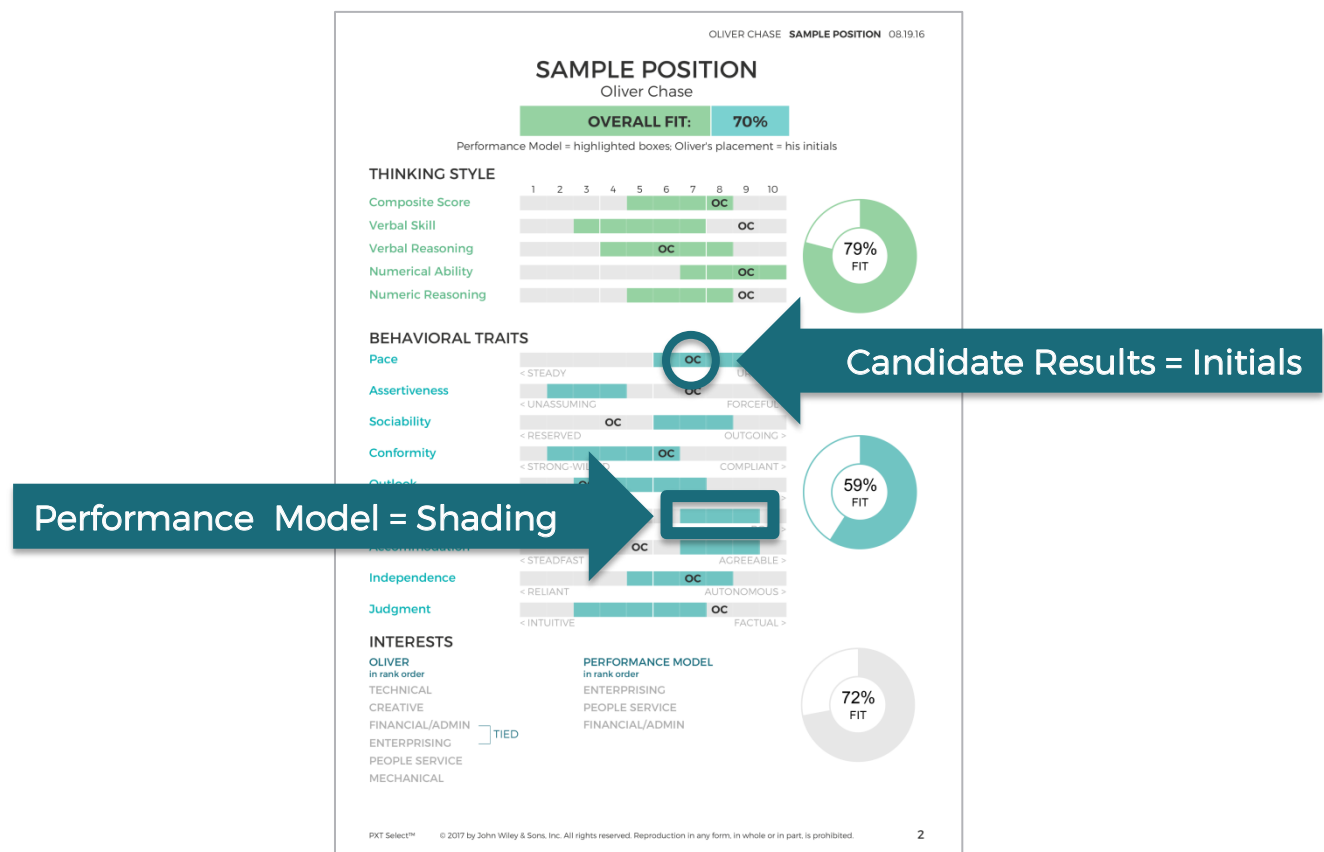 OLIVER CHASE SAMPLE POSITION 08.19.16
SAMPLE POSITION
Oliver Chase
OVERALL FIT: 70%
Performance Model = highlighted boxes; Oliver's placement = his initials
THINKING STYLE
1 2 3 4 5 6 7 8 9 10
Composite Score OC
Verbal Skill OC
Verbal Reasoning OC
Numerical Ability OC
Numeric Reasoning OC
79%
FIT
BEHAVIORAL TRAITS
Pace OC
< STEADY
Candidate Results = Initials
Assertiveness OC
< UNASSUMING FORCEFUL
Sociability OC
< RESERVED OUTGOING >
Conformity OC
< STRONG-WILLED COMPLIANT >
Outlook
59%
FIT
Performance Model = Shading
Accommodation OC
< STEADFAST AGREEABLE >
Independence OC
< RELIANT AUTONOMOUS >
Judgment OC
< INTUITIVE FACTUAL >
INTERESTS
OLIVER
in rank order
TECHNICAL
CREATIVE
FINANCIAL/ADMIN
ENTERPRISING
TIED
PEOPLE SERVICE
MECHANICAL
PERFORMANCE MODEL
in rank order
ENTERPRISING
PEOPLE SERVICE
FINANCIAL/ADMIN
72%
FIT
PXT Select™ © 2017 by John Wiley & Sons, Inc. All rights reserved. Reproduction in any form, in whole or in part, is prohibited. 2